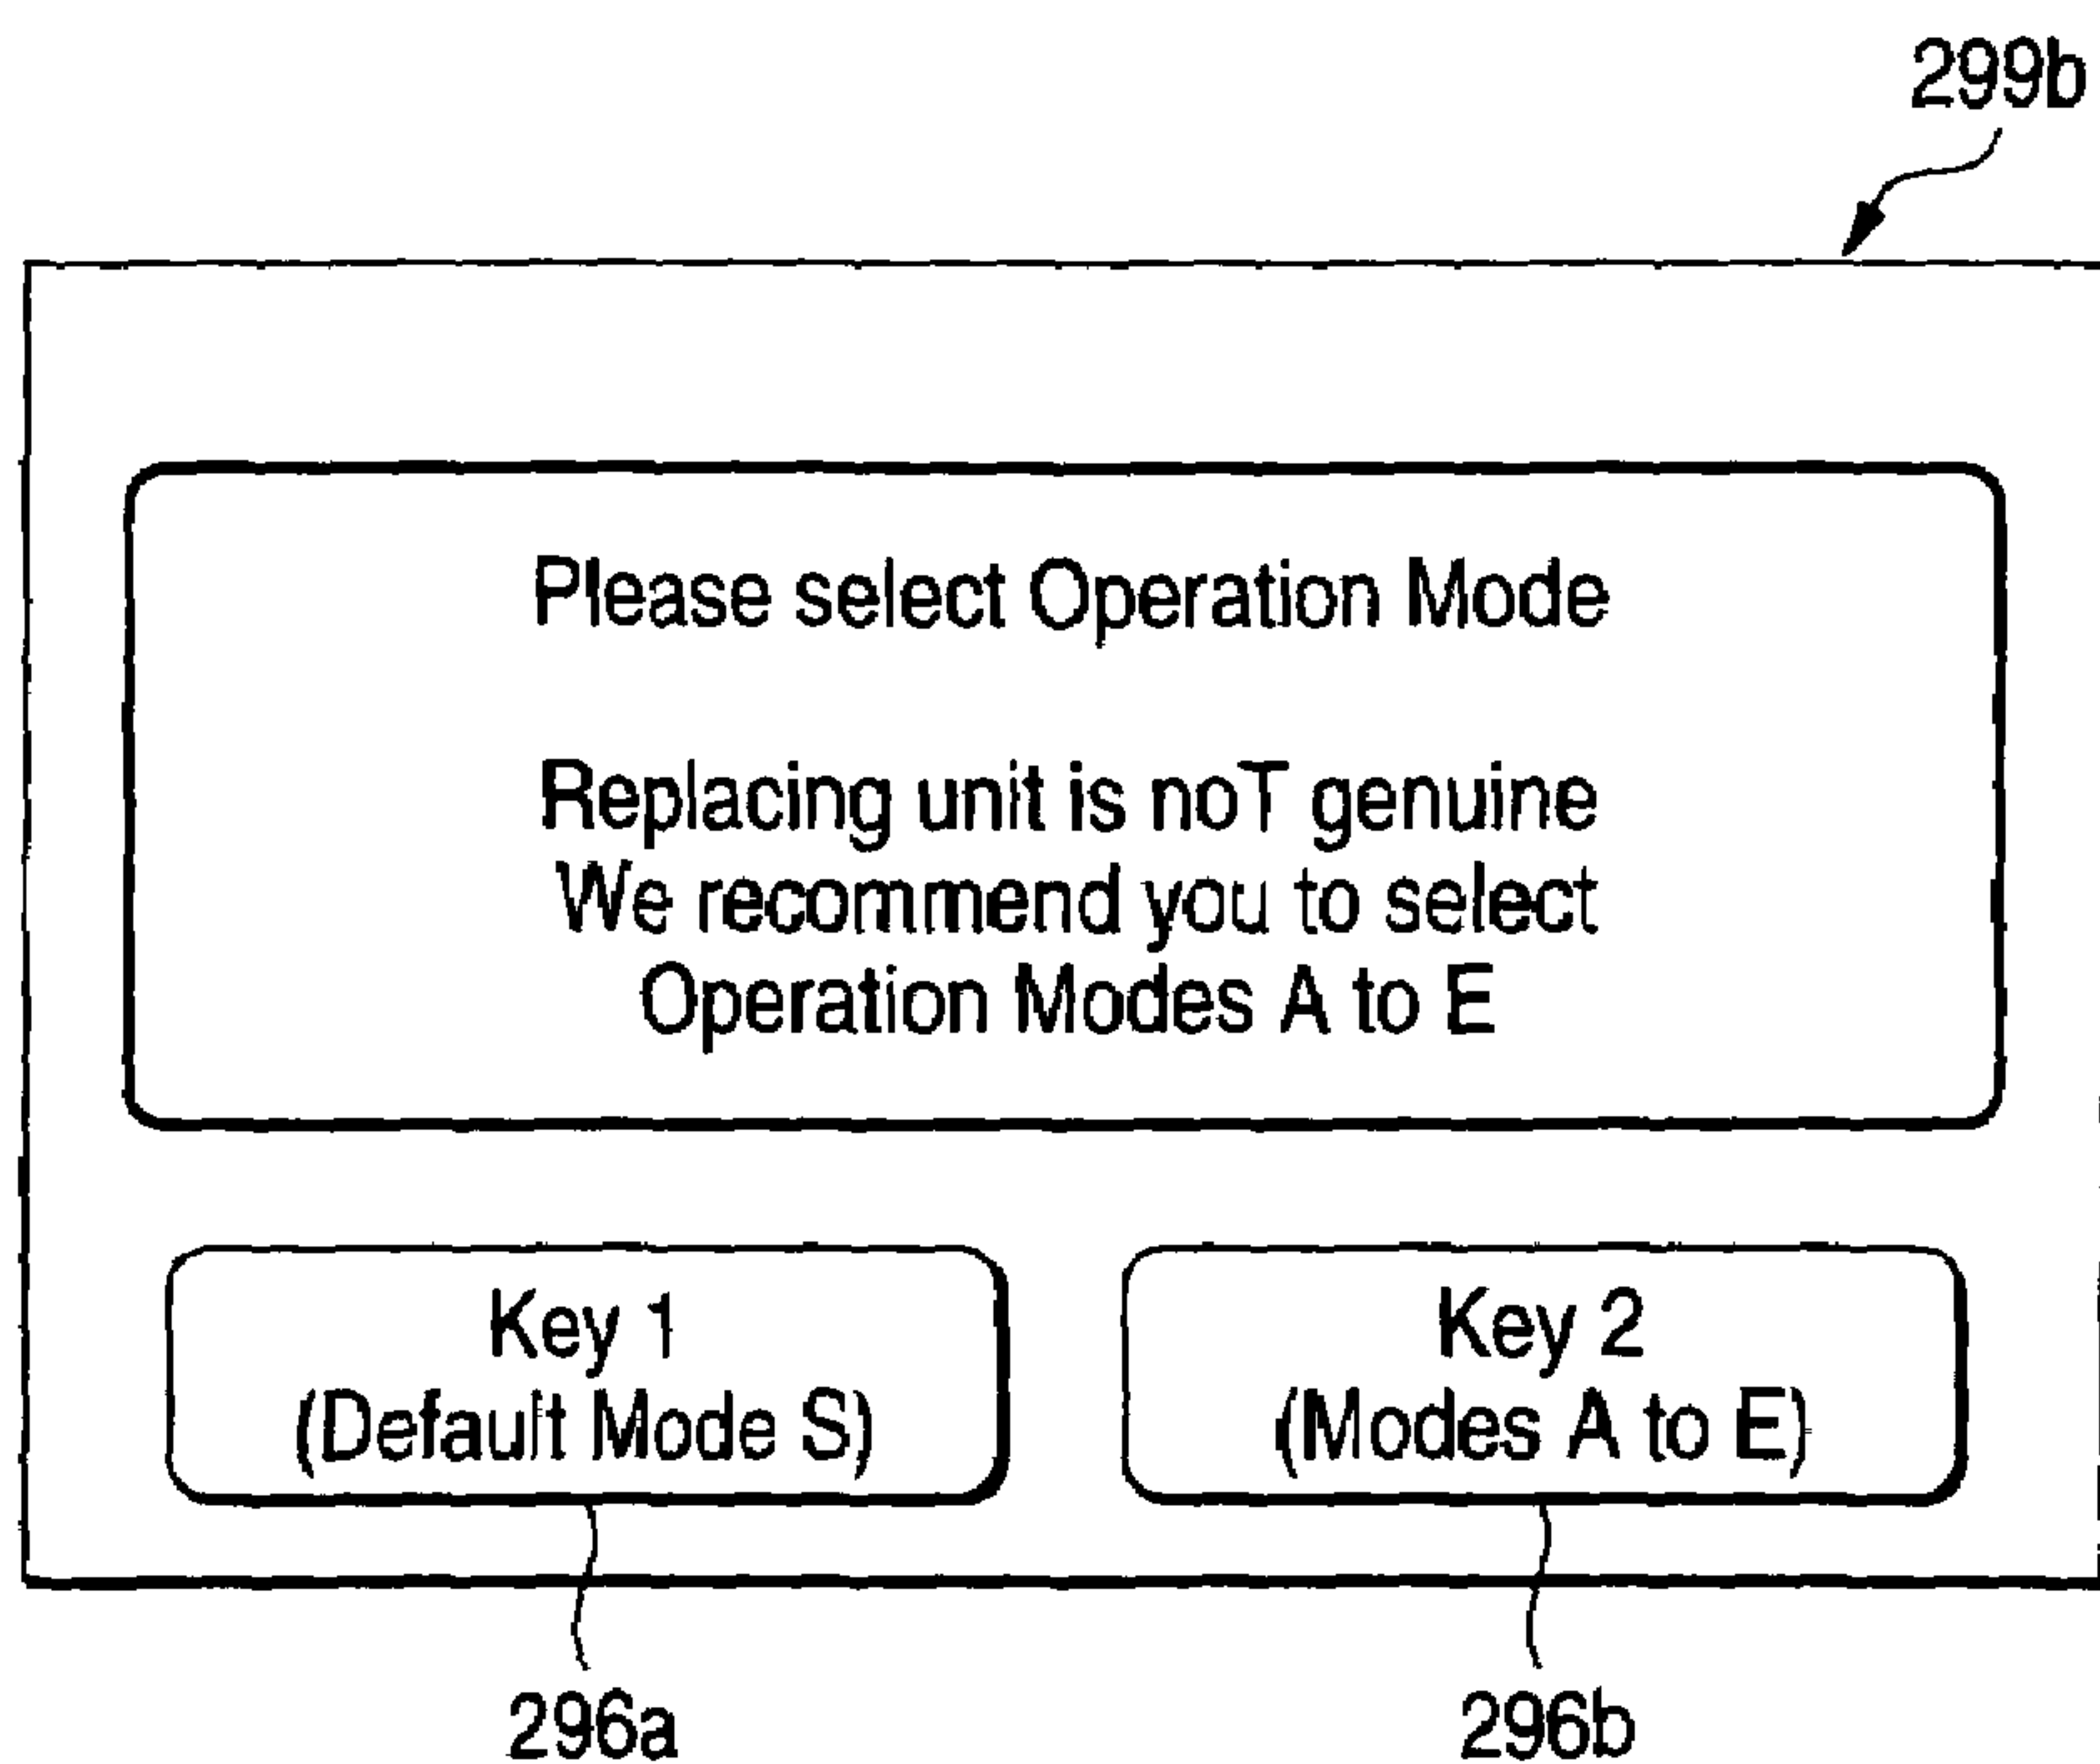 299b
Please select Operation Mode
Replacing unit is noT genuine
We recommend you to select
Operation Modes A to E
Key 1
(Default Mode S)
Key 2
(Modes A to E)
296a
296b